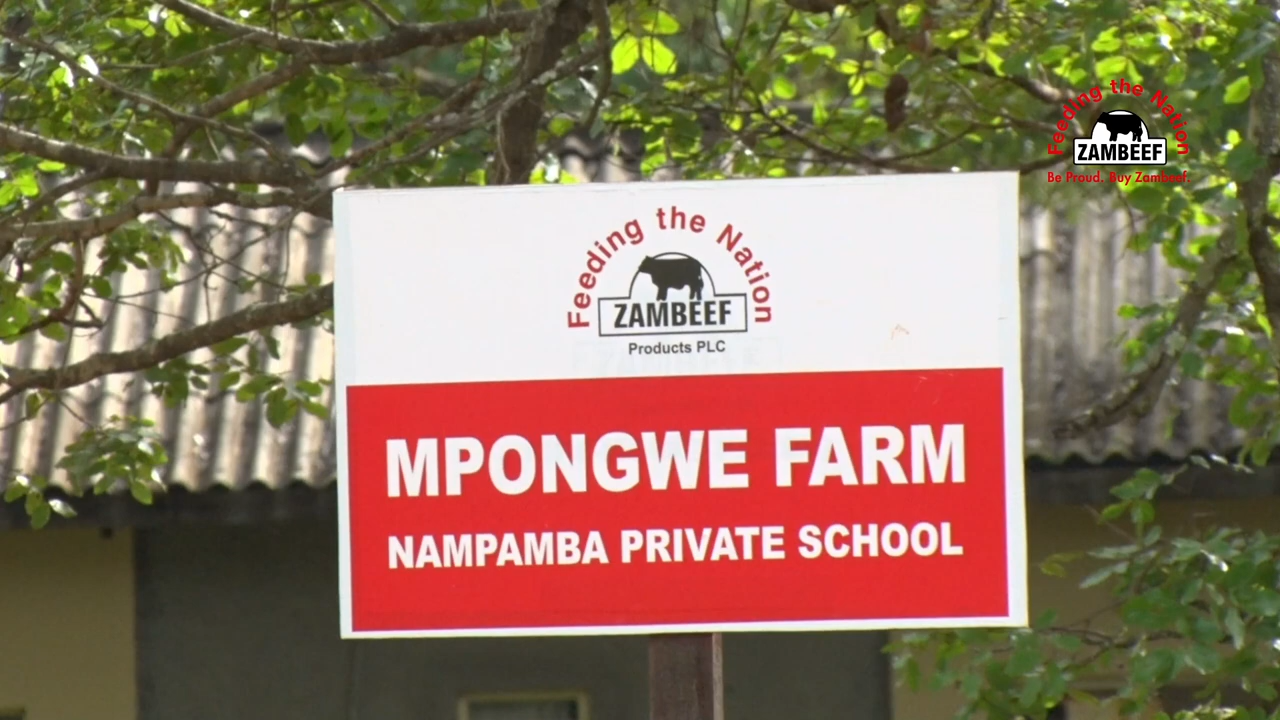 Feeding the Nation
ZAMBEEF
Be Proud. Buy Zambeef.
Feeding the Nation
ZAMBEEF
Products PLC
MPONGWE FARM
NAMPAMBA PRIVATE SCHOOL